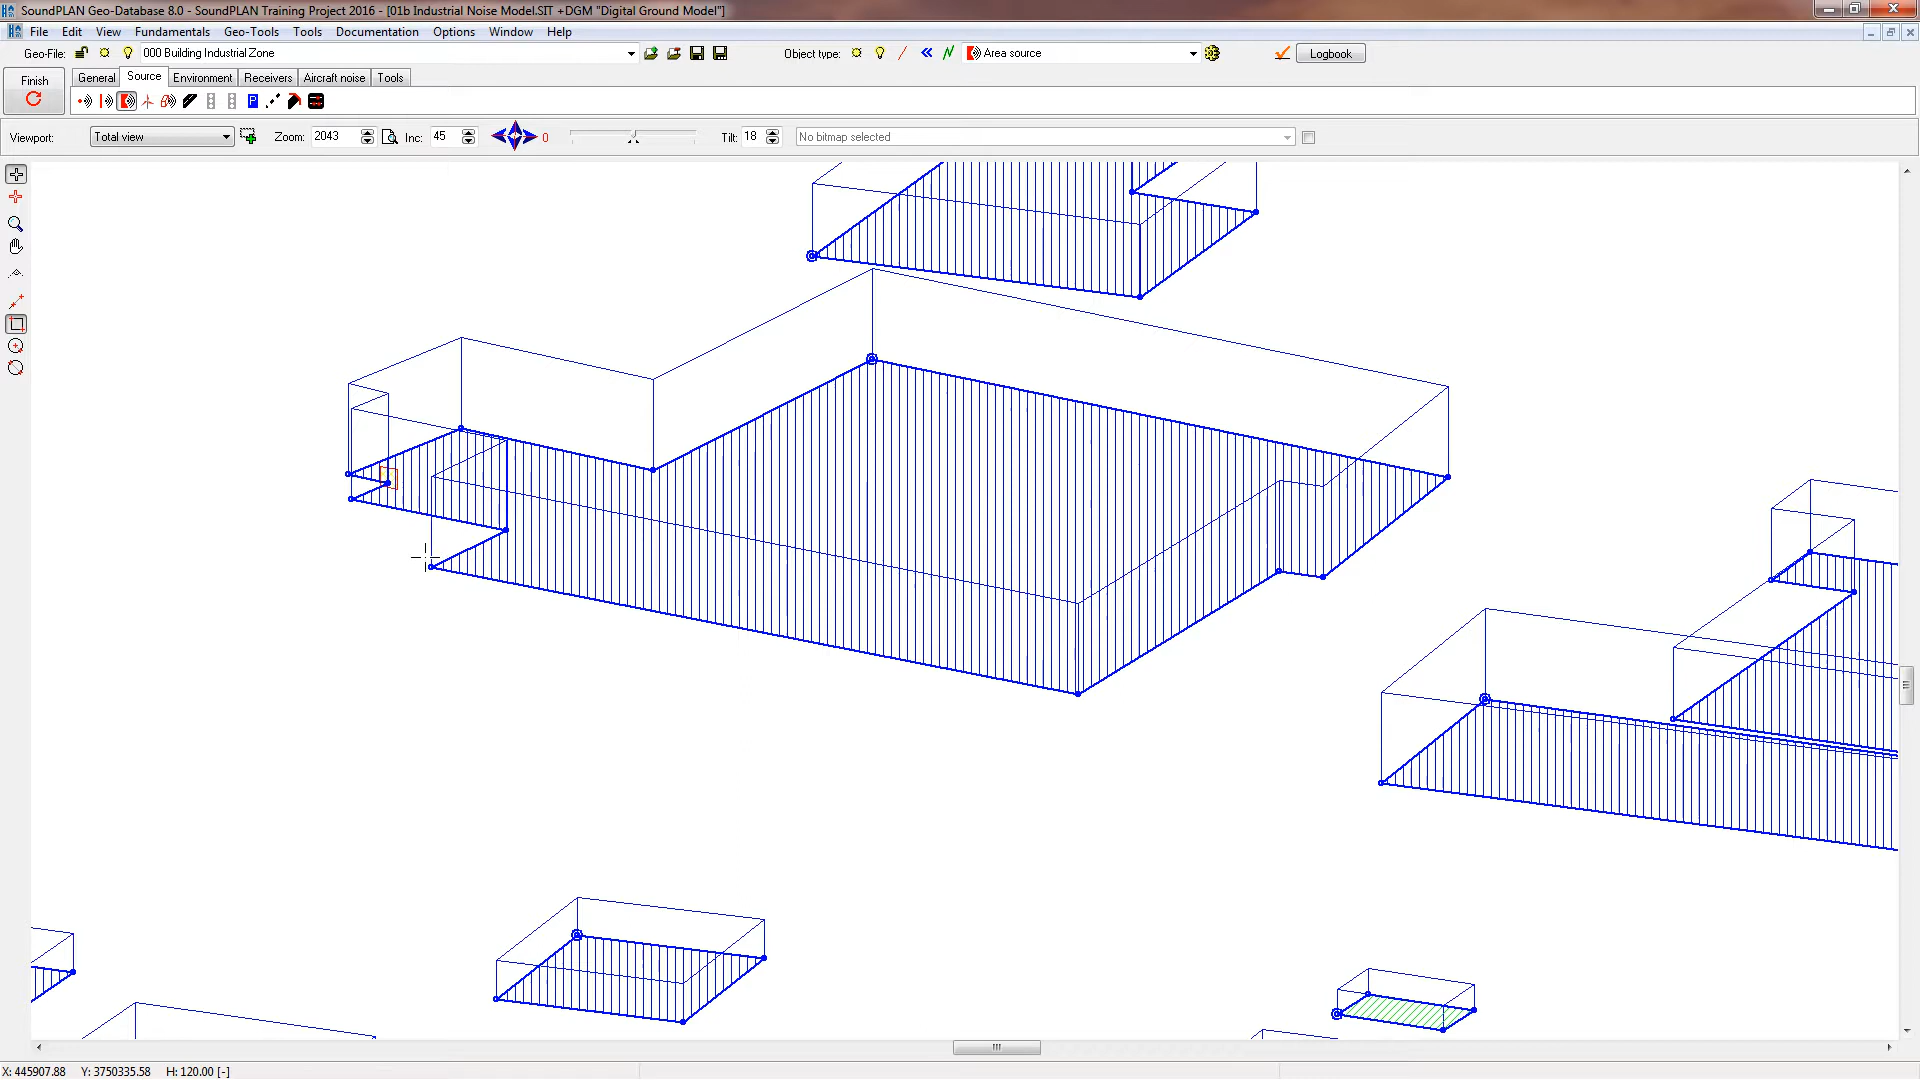 SoundPLAN Geo-Database 8.0 - SoundPLAN Training Project 2016 - [01b Industrial Noise Model.SIT +DGM "Digital Ground Model"]
File Edit View Fundamentals Geo-Tools Tools Documentation Options Window Help
Geo-File: 000 Building Industrial Zone Object type: Area source Logbook
Finish General Source Environment Receivers Aircraft noise Tools
P
Viewport: Total view Zoom: 2043 Inc: 45 0 Tilt: 18 No bitmap selected
X: 445907.88 Y: 3750335.58 H: 120.00 [-]